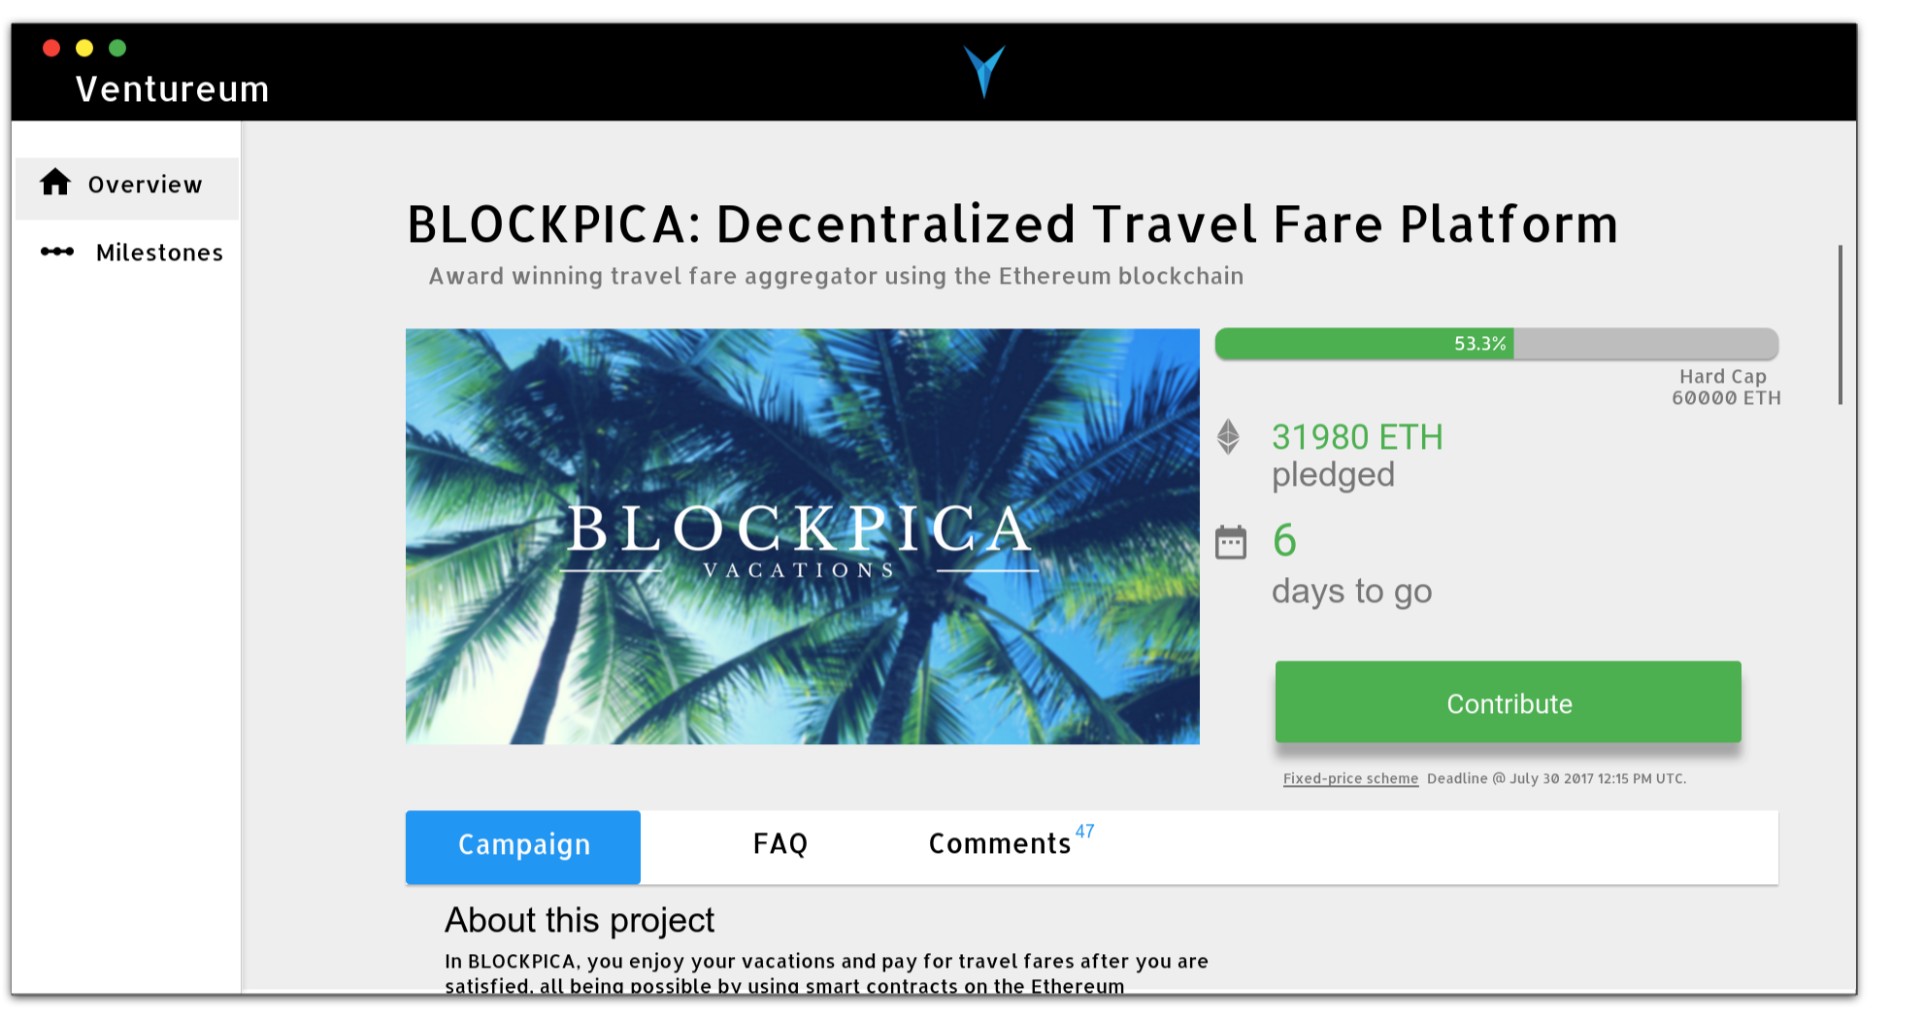 Ventureum
Overview
Milestones
BLOCKPICA: Decentralized Travel Fare Platform
Award winning travel fare aggregator using the Ethereum blockchain
BLOCKPICA
VACATIONS
53.3%
Hard Cap
60000 ETH
31980 ETH
pledged
6
days to go
Contribute
Fixed-price scheme Deadline @ July 30 2017 12:15 PM UTC.
Campaign FAQ Comments 47
About this project
In BLOCKPICA, you enjoy your vacations and pay for travel fares after you are
satisfied, all being possible by using smart contracts on the Ethereum